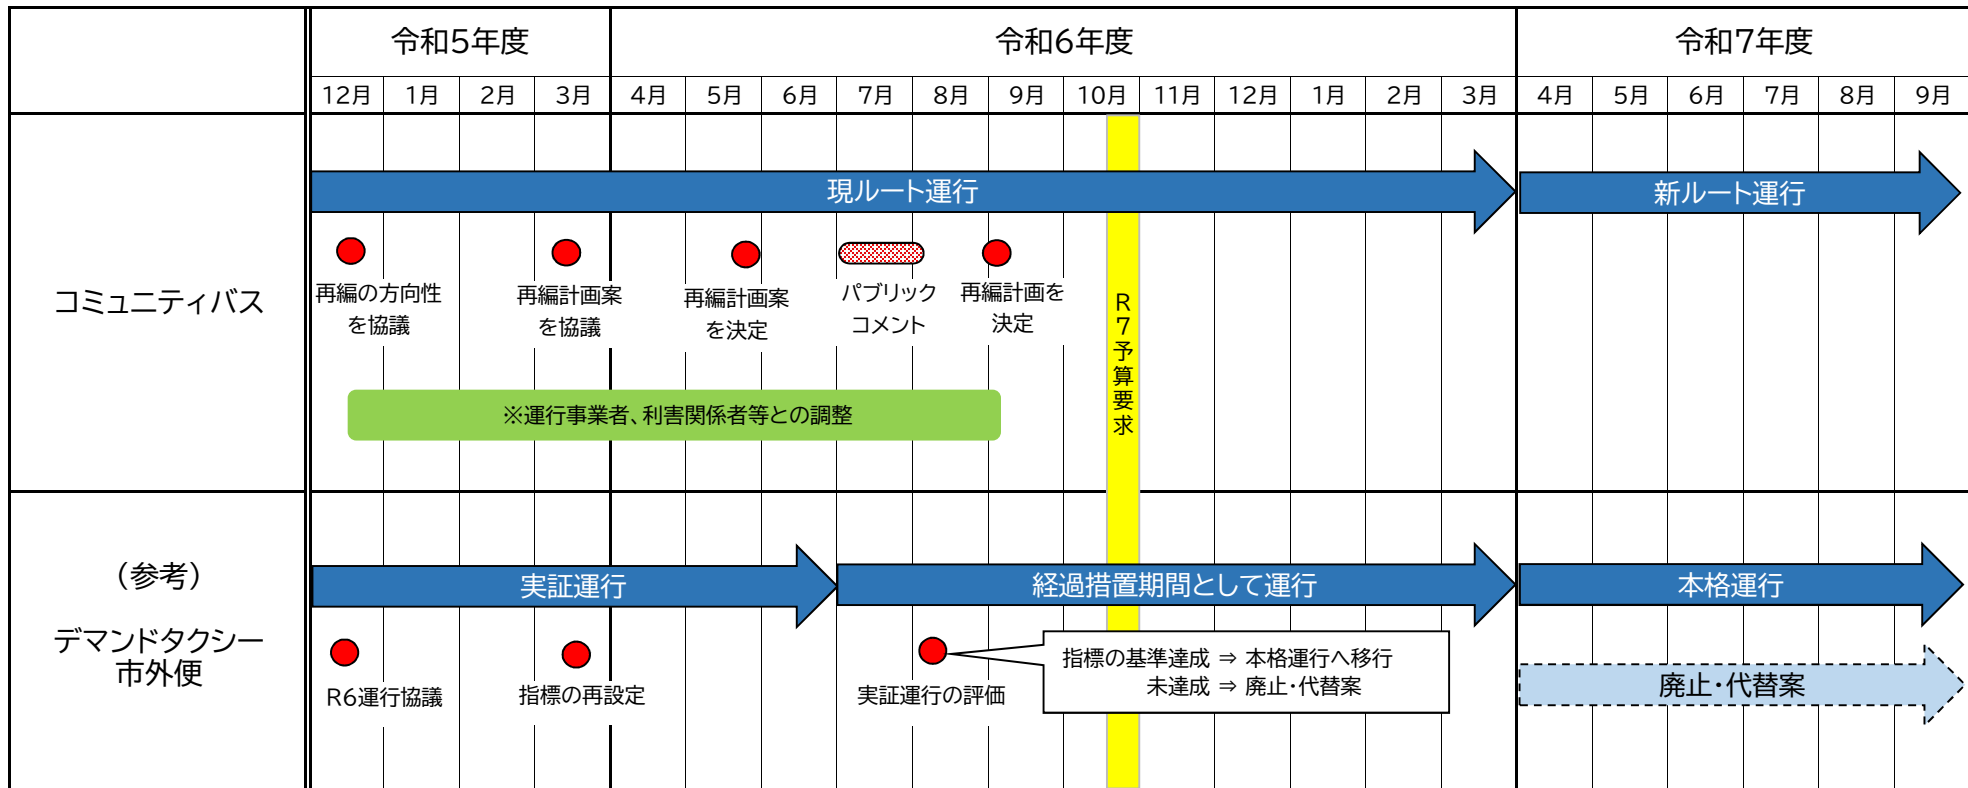 令和5年度
令和6年度
令和7年度
12月 1月 2月 3月 4月 5月 6月 7月 8月 9月 10月 11月 12月 1月 2月 3月 4月 5月 6月 7月 8月 9月
コミュニティバス
現ルート運行
新ルート運行
再編の方向性
を協議
再編計画案
を協議
再編計画案
を決定
パブリック
コメント
再編計画を
決定
R7予算要求
※運行事業者、利害関係者等との調整
(参考)
デマンドタクシー
市外便
実証運行
経過措置期間として運行
本格運行
R6運行協議
指標の再設定
実証運行の評価
指標の基準達成 ⇒ 本格運行へ移行
未達成 ⇒ 廃止・代替案
廃止・代替案